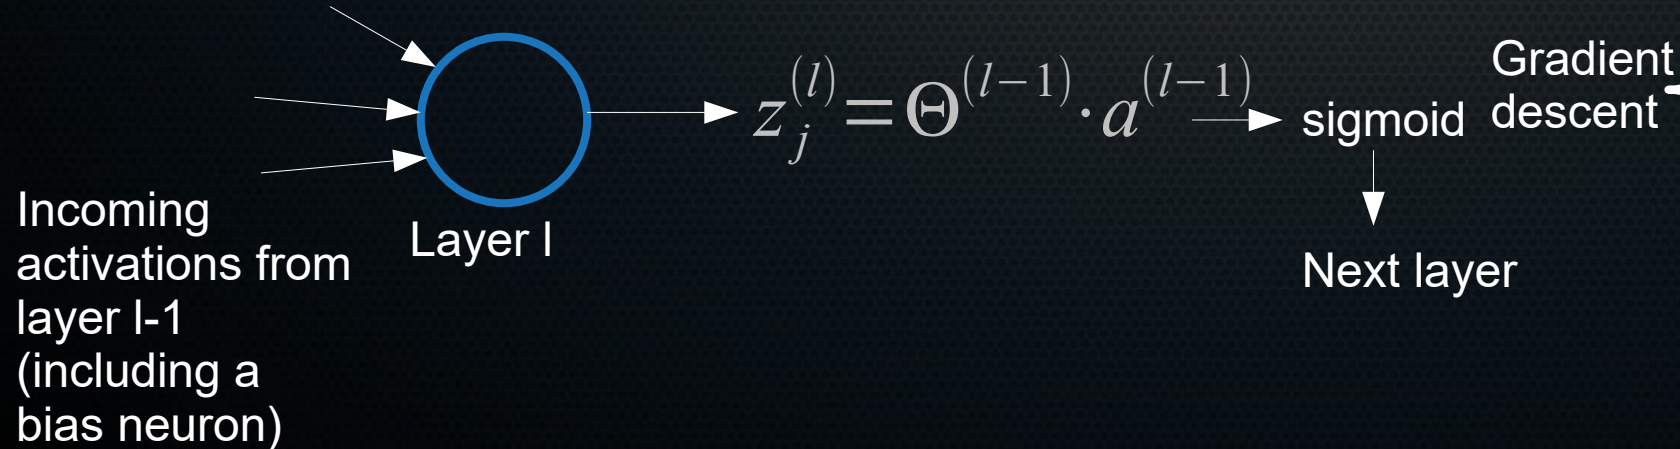 Incoming
activations from
layer l-1
(including a
bias neuron)
Layer l
z_j^{(l)} = Θ^{(l−1)} · a^{(l−1)}
sigmoid
Next layer
Gradient
descent